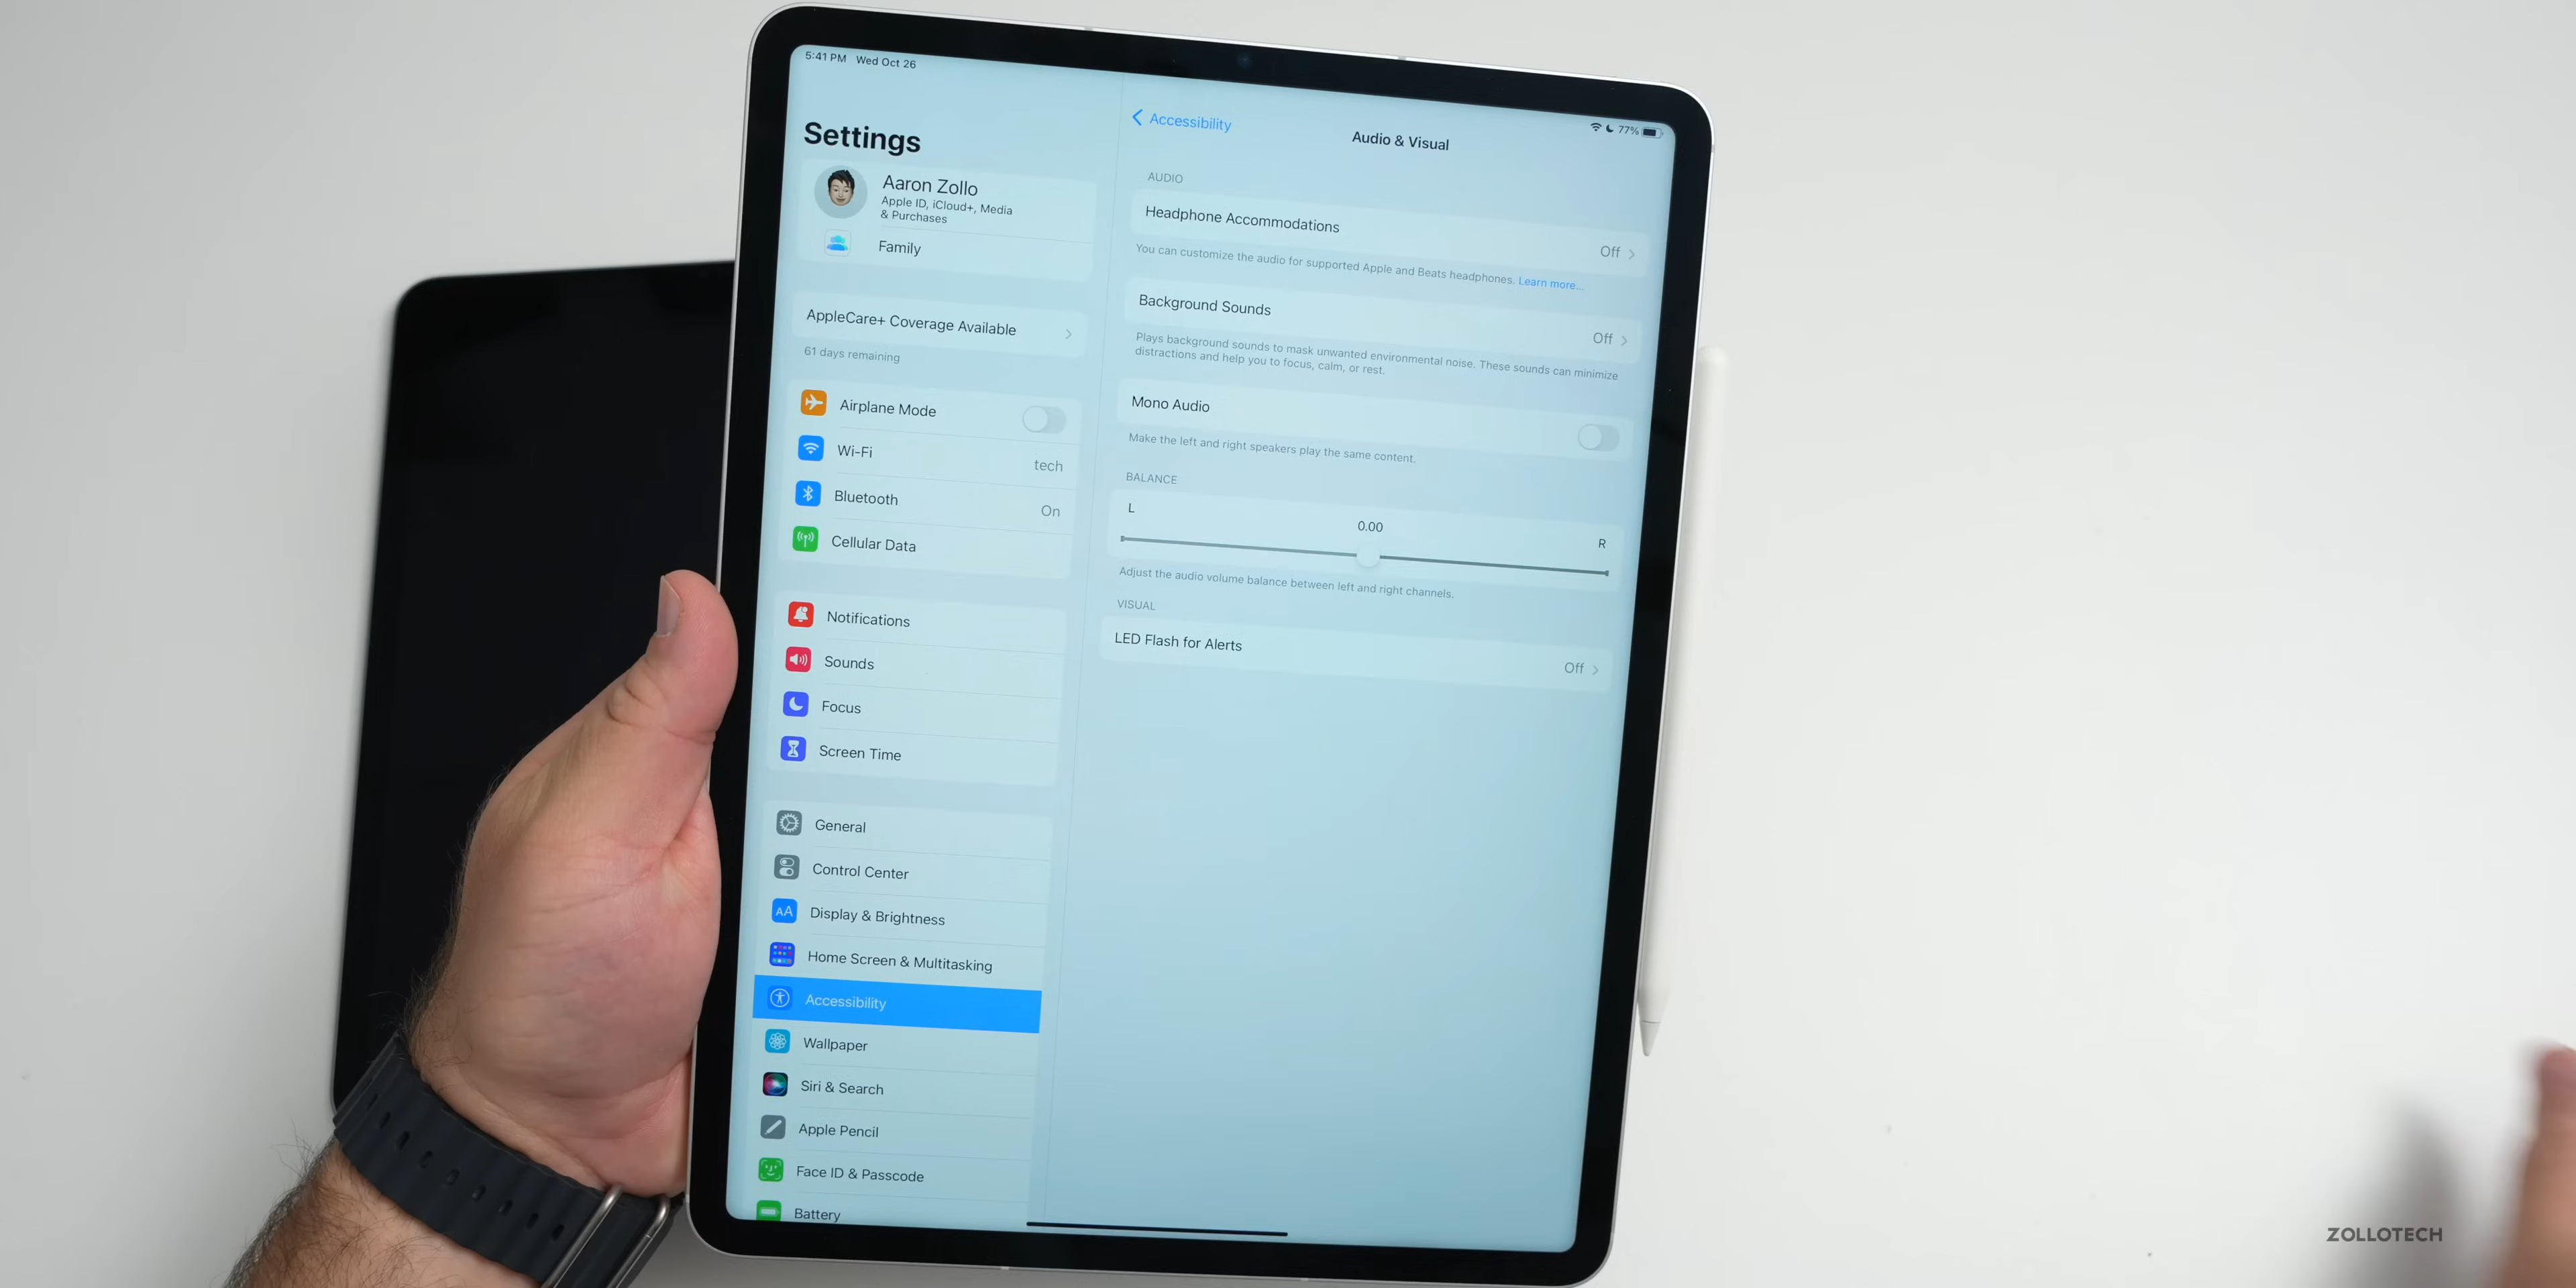 5:41 PM Wed Oct 26
77%
Settings
Aaron Zollo
Apple ID, iCloud+, Media
& Purchases
Family
AppleCare+ Coverage Available
61 days remaining
Airplane Mode
Wi-Fi tech
Bluetooth On
Cellular Data
Notifications
Sounds
Focus
Screen Time
General
Control Center
AA Display & Brightness
Home Screen & Multitasking
Accessibility
Wallpaper
Siri & Search
Apple Pencil
Face ID & Passcode
Battery
Accessibility
Audio & Visual
AUDIO
Headphone Accommodations Off
You can customize the audio for supported Apple and Beats headphones. Learn more...
Background Sounds Off
Plays background sounds to mask unwanted environmental noise. These sounds can minimize
distractions and help you to focus, calm, or rest.
Mono Audio
Make the left and right speakers play the same content.
BALANCE
L 0.00 R
Adjust the audio volume balance between left and right channels.
VISUAL
LED Flash for Alerts Off
ZOLLOTECH